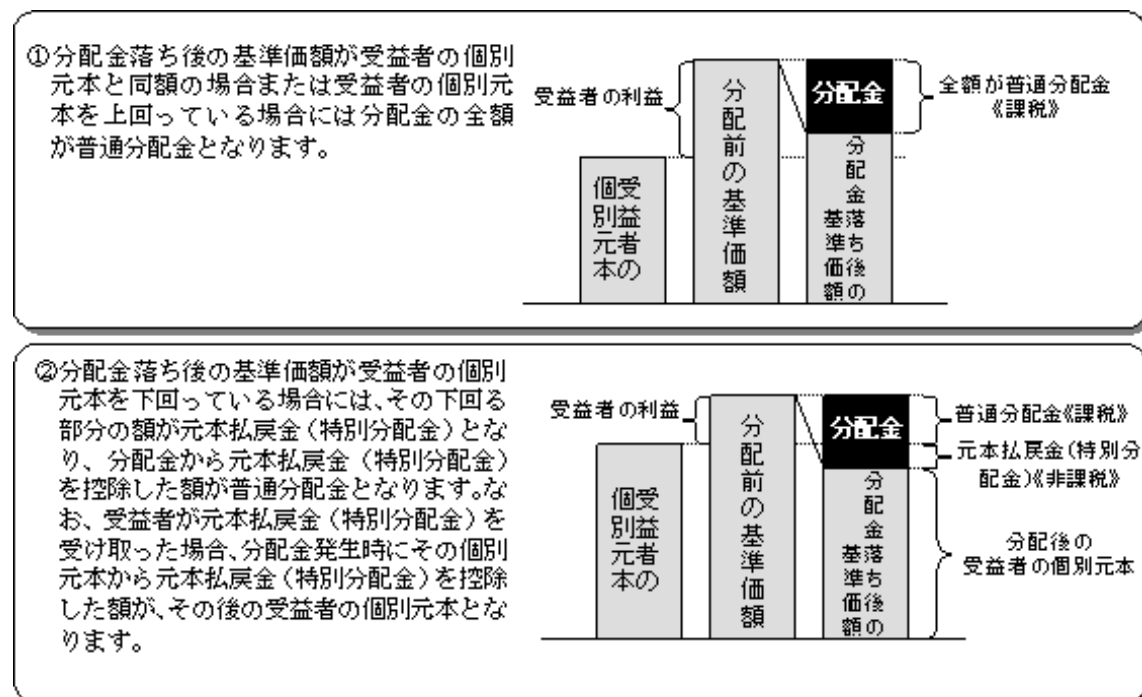 ①分配金落ち後の基準価額が受益者の個別
元本と同額の場合または受益者の個別元
本を上回っている場合には分配金の全額
が普通分配金となります。
受益者の利益
受益者の
個別元本
分配前の基準価額
分配金
分配金落ち後の
基準価額
全額が普通分配金
《課税》
②分配金落ち後の基準価額が受益者の個別
元本を下回っている場合には、その下回る
部分の額が元本払戻金（特別分配金）とな
り、分配金から元本払戻金（特別分配金）
を控除した額が普通分配金となります。な
お、受益者が元本払戻金（特別分配金）を
受け取った場合、分配金発生時にその個別
元本から元本払戻金（特別分配金）を控除
した額が、その後の受益者の個別元本とな
ります。
受益者の利益
受益者の
個別元本
分配前の基準価額
分配金
分配金落ち後の
基準価額
普通分配金《課税》
元本払戻金(特別分
配金)《非課税》
分配後の
受益者の個別元本